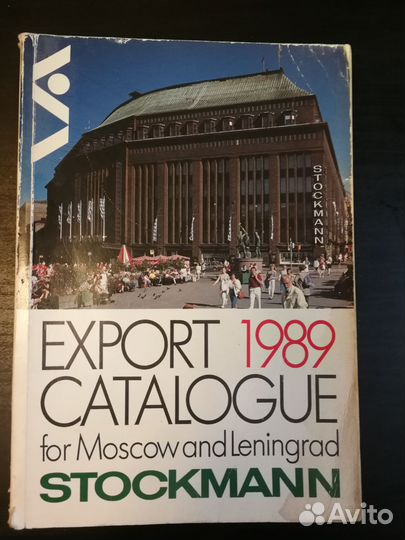 STOCKMANN
EXPORT 1989
CATALOGUE
for Moscow and Leningrad
STOCKMANN
Avito